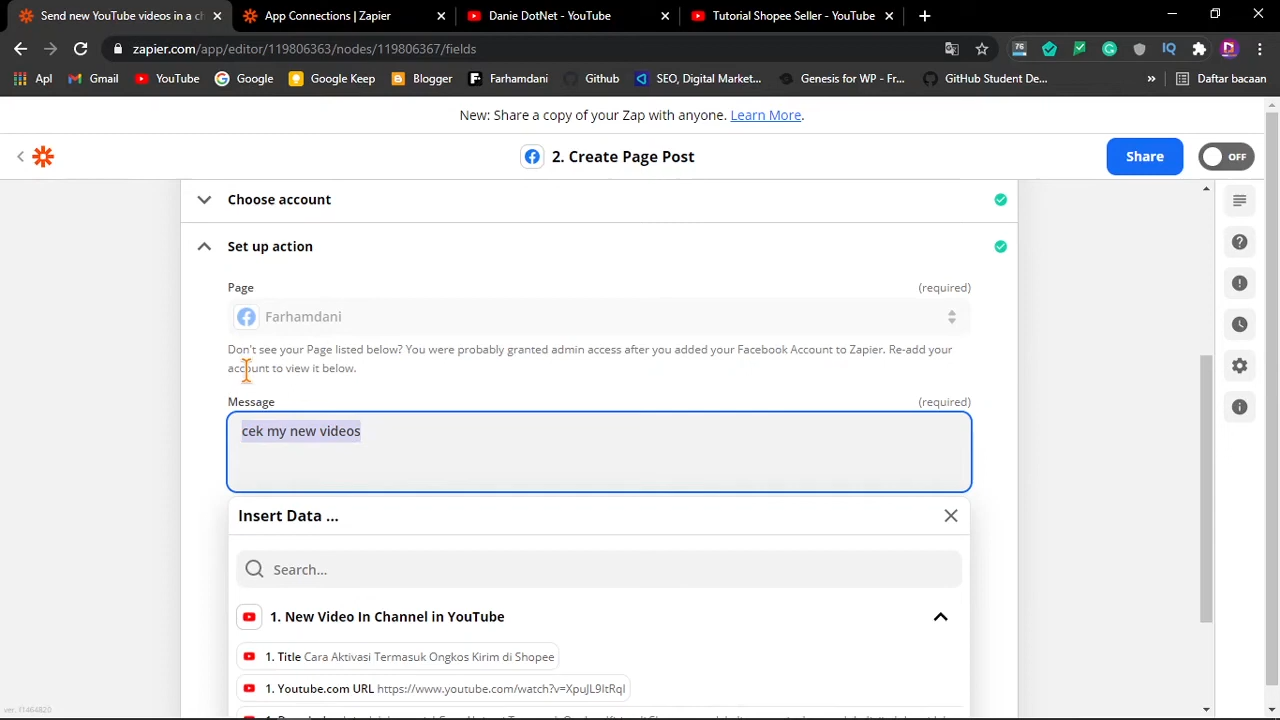 Send new YouTube videos in a ch
App Connections | Zapier
Danie DotNet - YouTube
Tutorial Shopee Seller - YouTube
zapier.com/app/editor/119806363/nodes/119806367/fields
76
IQ
Apl
Gmail
YouTube
Google
Google Keep
Blogger
Farhamdani
Github
SEO, Digital Market...
Genesis for WP - Fr...
GitHub Student De...
»
Daftar bacaan
New: Share a copy of your Zap with anyone. Learn More.
2. Create Page Post
Share
OFF
Choose account
Set up action
Page
(required)
Farhamdani
Don't see your Page listed below? You were probably granted admin access after you added your Facebook Account to Zapier. Re-add your
account to view it below.
Message
(required)
cek my new videos
Insert Data ...
Search...
1. New Video In Channel in YouTube
1. Title Cara Aktivasi Termasuk Ongkos Kirim di Shopee
1. Youtube.com URL https://www.youtube.com/watch?v=XpuJL9ItRqI
ver. f1464820